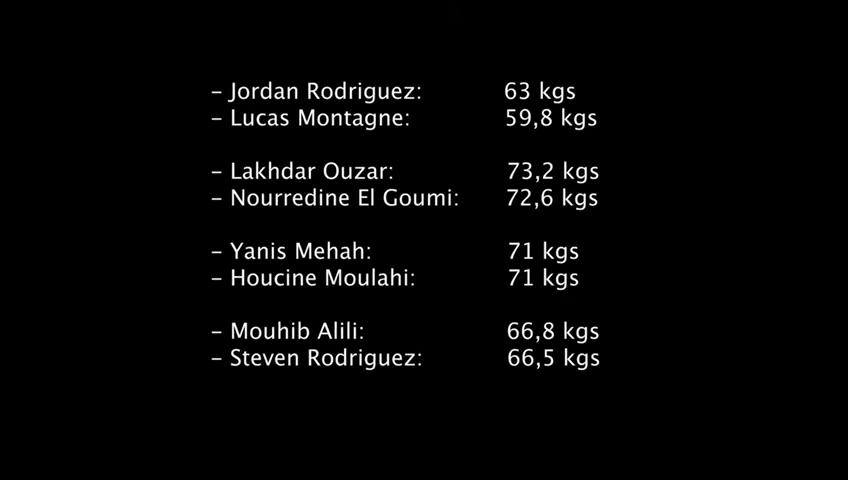 - Jordan Rodriguez: 63 kgs
- Lucas Montagne: 59,8 kgs
- Lakhdar Ouzar: 73,2 kgs
- Nourredine El Goumi: 72,6 kgs
- Yanis Mehah: 71 kgs
- Houcine Moulahi: 71 kgs
- Mouhib Alili: 66,8 kgs
- Steven Rodriguez: 66,5 kgs